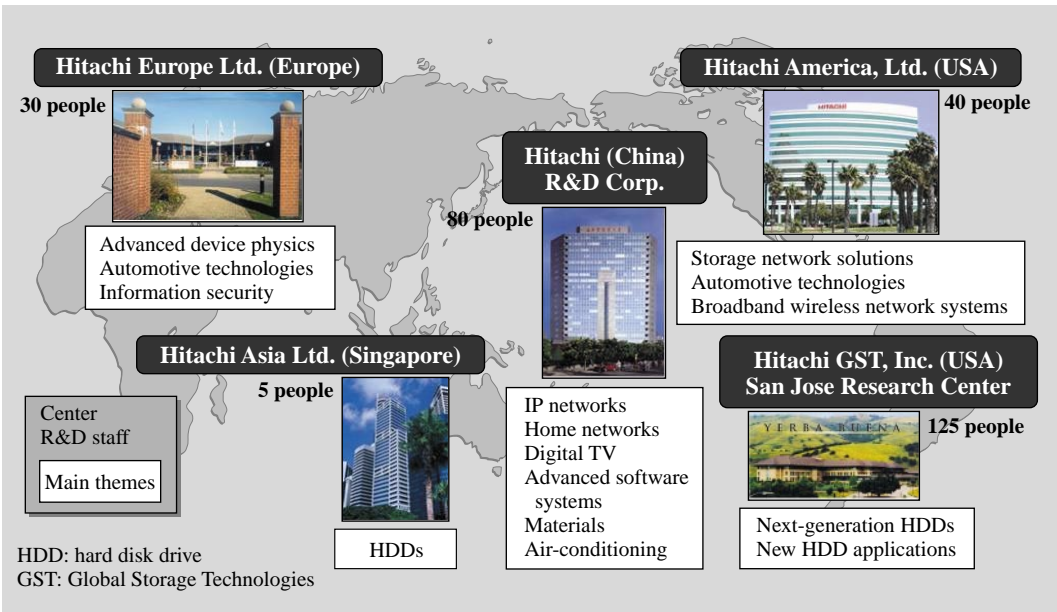 Hitachi Europe Ltd. (Europe)
30 people
Advanced device physics
Automotive technologies
Information security
Hitachi America, Ltd. (USA)
40 people
HITACHI
Storage network solutions
Automotive technologies
Broadband wireless network systems
Hitachi (China)
R&D Corp.
80 people
IP networks
Home networks
Digital TV
Advanced software
systems
Materials
Air-conditioning
Hitachi Asia Ltd. (Singapore)
5 people
HDDs
Hitachi GST, Inc. (USA)
San Jose Research Center
125 people
YERBA BUENA
Next-generation HDDs
New HDD applications
Center
R&D staff
Main themes
HDD: hard disk drive
GST: Global Storage Technologies